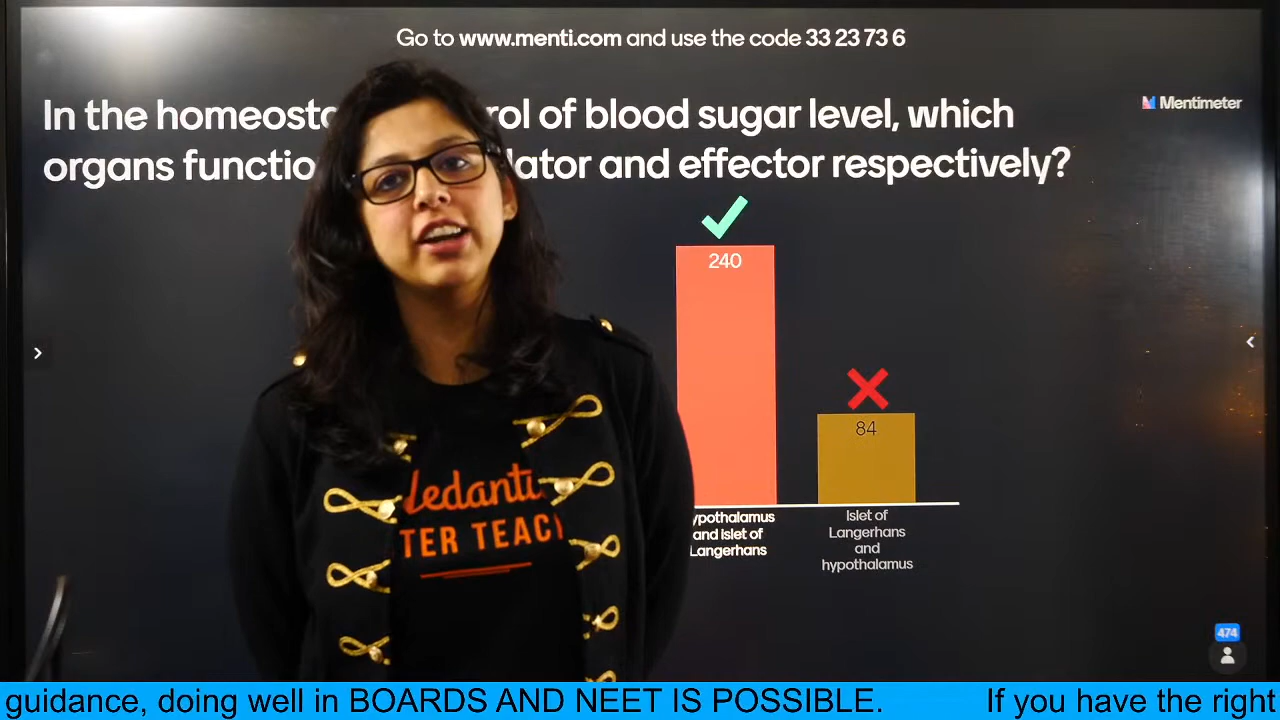 Go to www.menti.com and use the code 33 23 73 6
In the homeosta rol of blood sugar level, which
organs functio lator and effector respectively?
Mentimeter
240
84
ypothalamus
and Islet of
Langerhans
Islet of
Langerhans
and
hypothalamus
edanti
TER TEAC
474
guidance, doing well in BOARDS AND NEET IS POSSIBLE. If you have the right